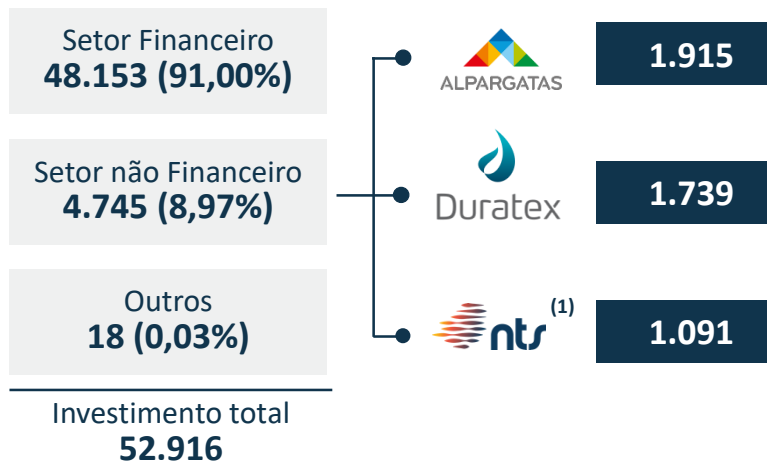 Setor Financeiro
48.153 (91,00%)
Setor não Financeiro
4.745 (8,97%)
Outros
18 (0,03%)
Investimento total
52.916
ALPARGATAS
1.915
Duratex
1.739
nts (1)
1.091